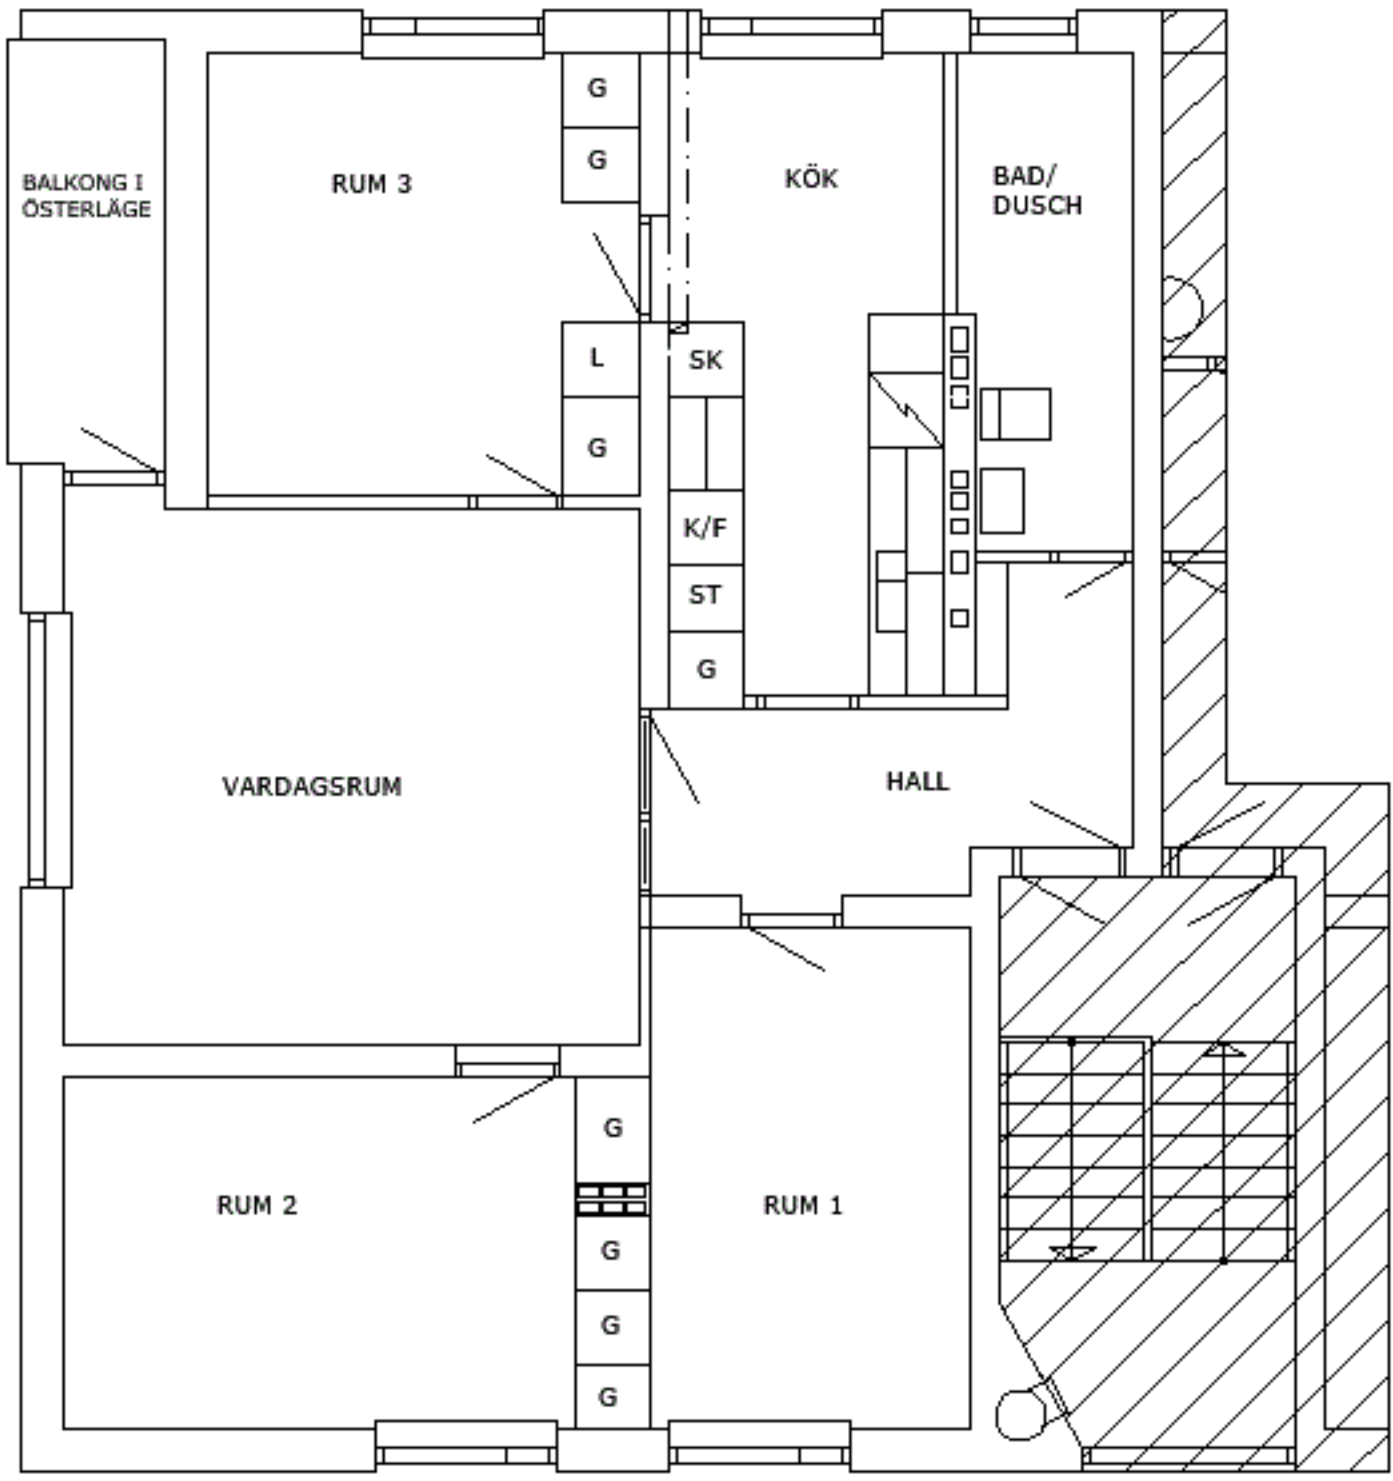 G
G
BALKONG I
ÖSTERLÄGE
RUM 3
KÖK
BAD/
DUSCH
L
SK
G
K/F
ST
G
VARDAGSRUM
HALL
G
RUM 2
RUM 1
G
G
G